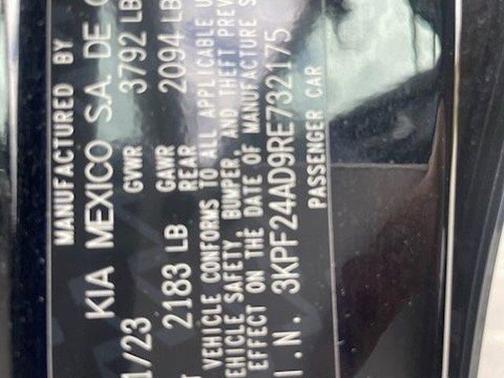 MANUFACTURED BY
KIA MEXICO S.A. DE C
1/23 GVWR 3792 LB
GAWR
2183 LB REAR 2094 LB
VEHICLE CONFORMS TO ALL APPLICABLE U
EHICLE SAFETY, BUMPER, AND THEFT PREV
EFFECT ON THE DATE OF MANUFACTURE S
I.N. 3KPF24AD9RE732175
PASSENGER CAR